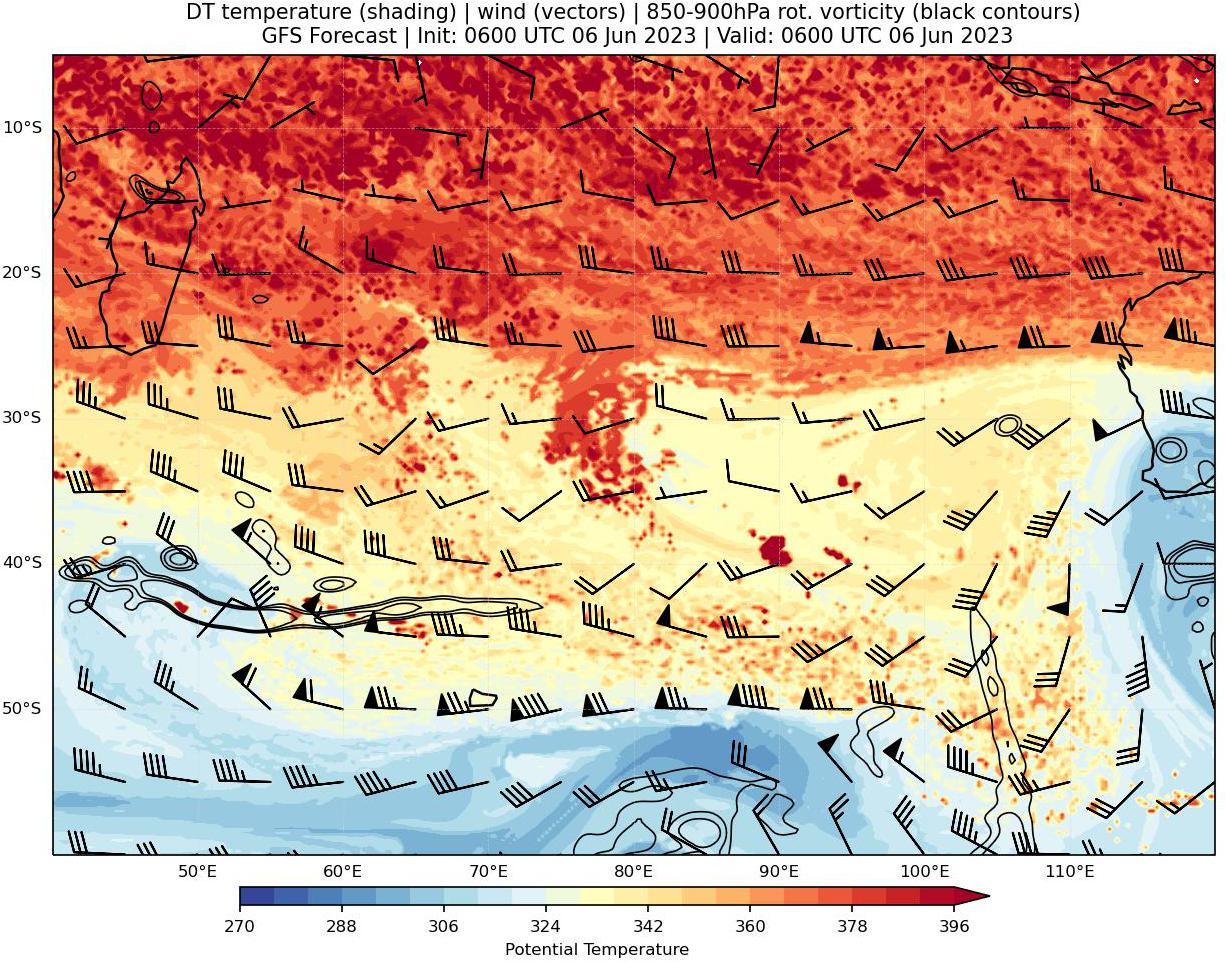 DT temperature (shading) | wind (vectors) | 850-900hPa rot. vorticity (black contours)
GFS Forecast | Init: 0600 UTC 06 Jun 2023 | Valid: 0600 UTC 06 Jun 2023
10°S
20°S
30°S
40°S
50°S
50°E 60°E 70°E 80°E 90°E 100°E 110°E
270 288 306 324 342 360 378 396
Potential Temperature